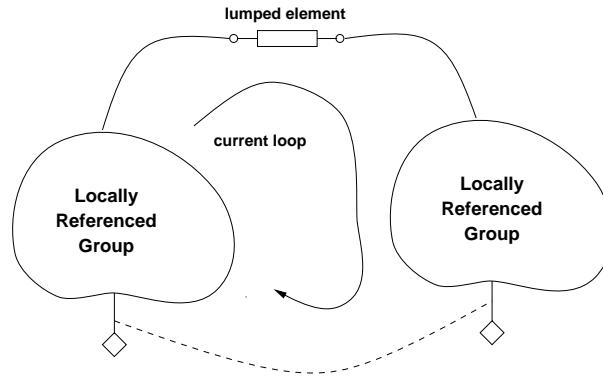 lumped element
current loop
Locally
Referenced
Group
Locally
Referenced
Group